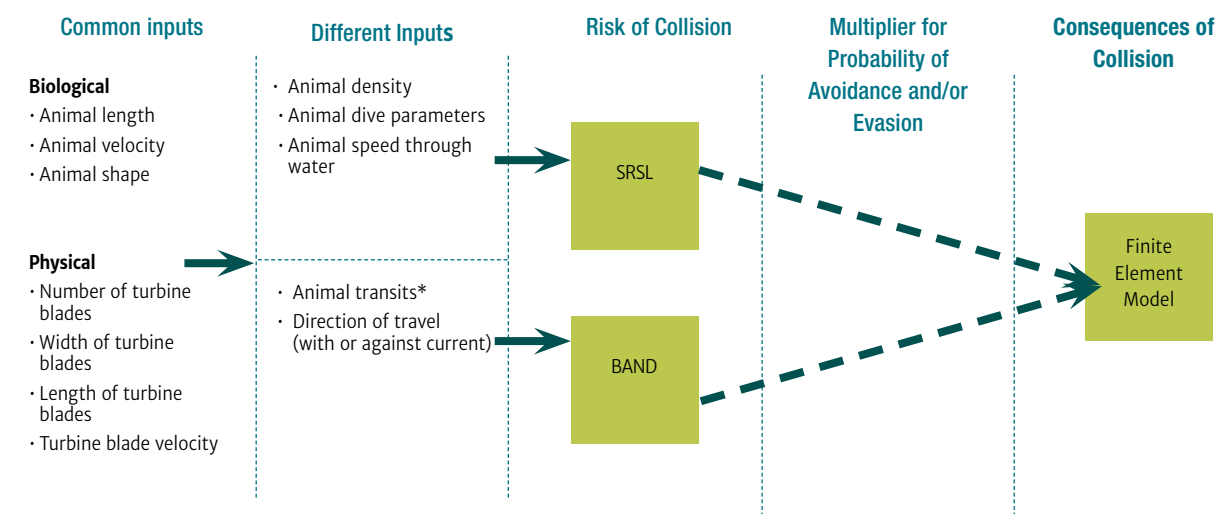 Common inputs
Biological
· Animal length
· Animal velocity
· Animal shape
Physical
· Number of turbine
blades
· Width of turbine
blades
· Length of turbine
blades
· Turbine blade velocity
Different Inputs
· Animal density
· Animal dive parameters
· Animal speed through
water
· Animal transits*
· Direction of travel
(with or against current)
Risk of Collision
SRSL
BAND
Multiplier for
Probability of
Avoidance and/or
Evasion
Consequences of
Collision
Finite
Element
Model